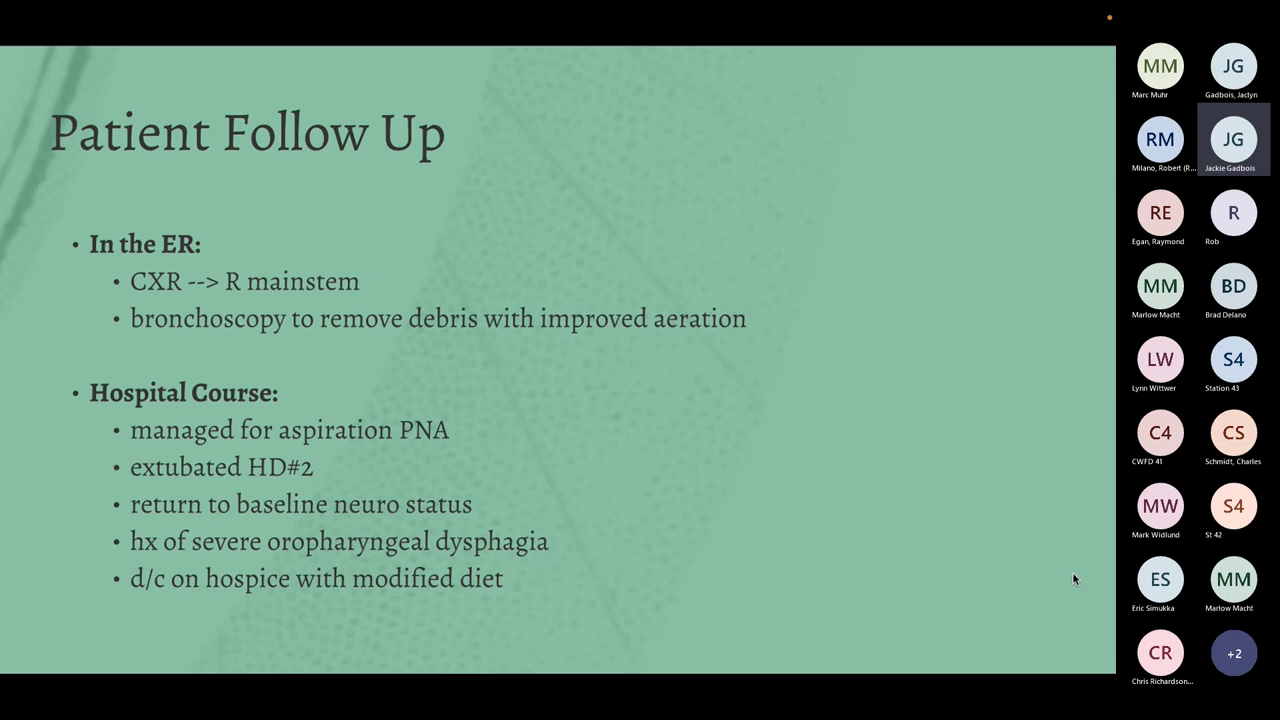 Patient Follow Up
• In the ER:
• CXR --> R mainstem
• bronchoscopy to remove debris with improved aeration
• Hospital Course:
• managed for aspiration PNA
• extubated HD#2
• return to baseline neuro status
• hx of severe oropharyngeal dysphagia
• d/c on hospice with modified diet
MM JG
Marc Muhr Gadbois, Jaclyn
RM JG
Milano, Robert (R... Jackie Gadbois
RE R
Egan, Raymond Rob
MM BD
Marlow Macht Brad Delano
LW S4
Lynn Wittwer Station 43
C4 CS
CWFD 41 Schmidt, Charles
MW S4
Mark Widlund St 42
ES MM
Eric Simukka Marlow Macht
CR +2
Chris Richardson...